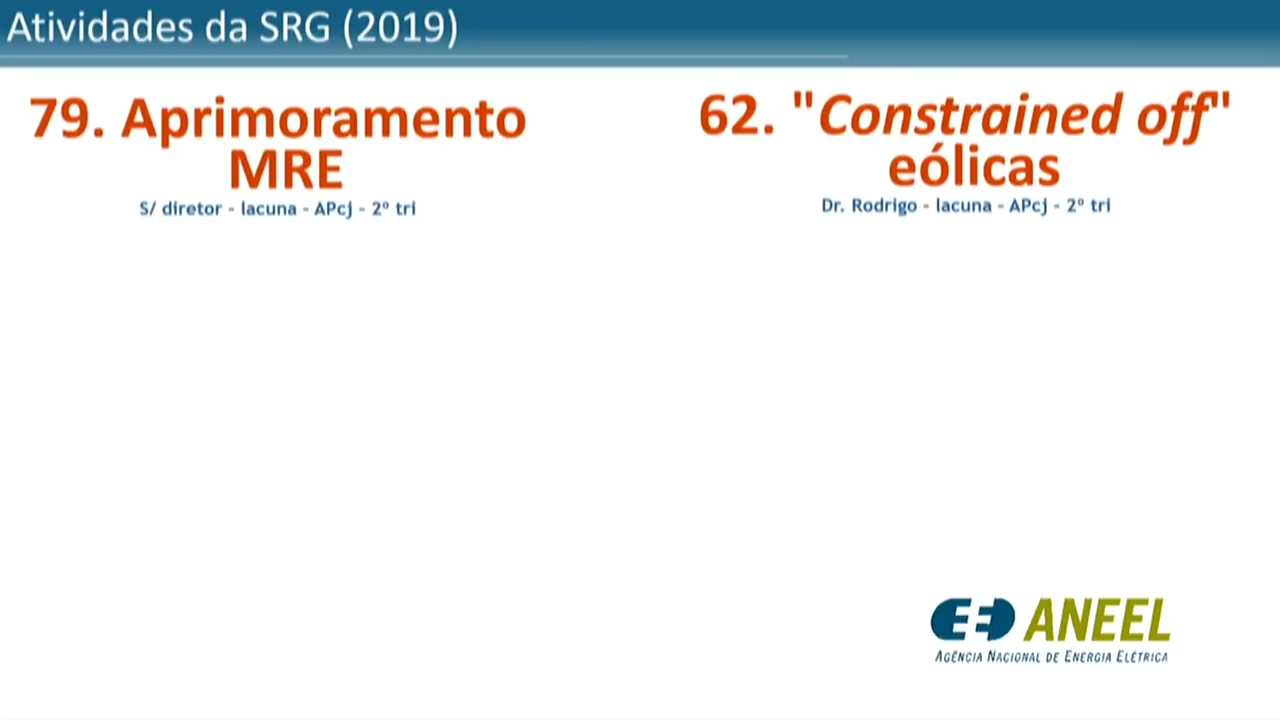 Atividades da SRG (2019)
79. Aprimoramento
MRE
S/ diretor - lacuna - APcj - 2º tri
62. "Constrained off"
eólicas
Dr. Rodrigo - lacuna - APcj - 2º tri
ANEEL
AGÊNCIA NACIONAL DE ENERGIA ELÉTRICA